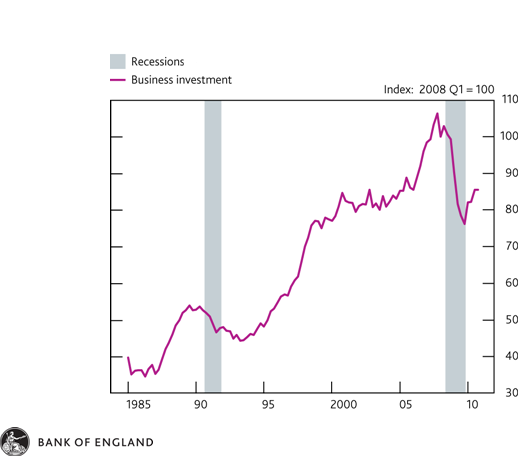 Recessions
Business investment
Index: 2008 Q1 = 100
110
100
90
80
70
60
50
40
30
1985 90 95 2000 05 10
BANK OF ENGLAND